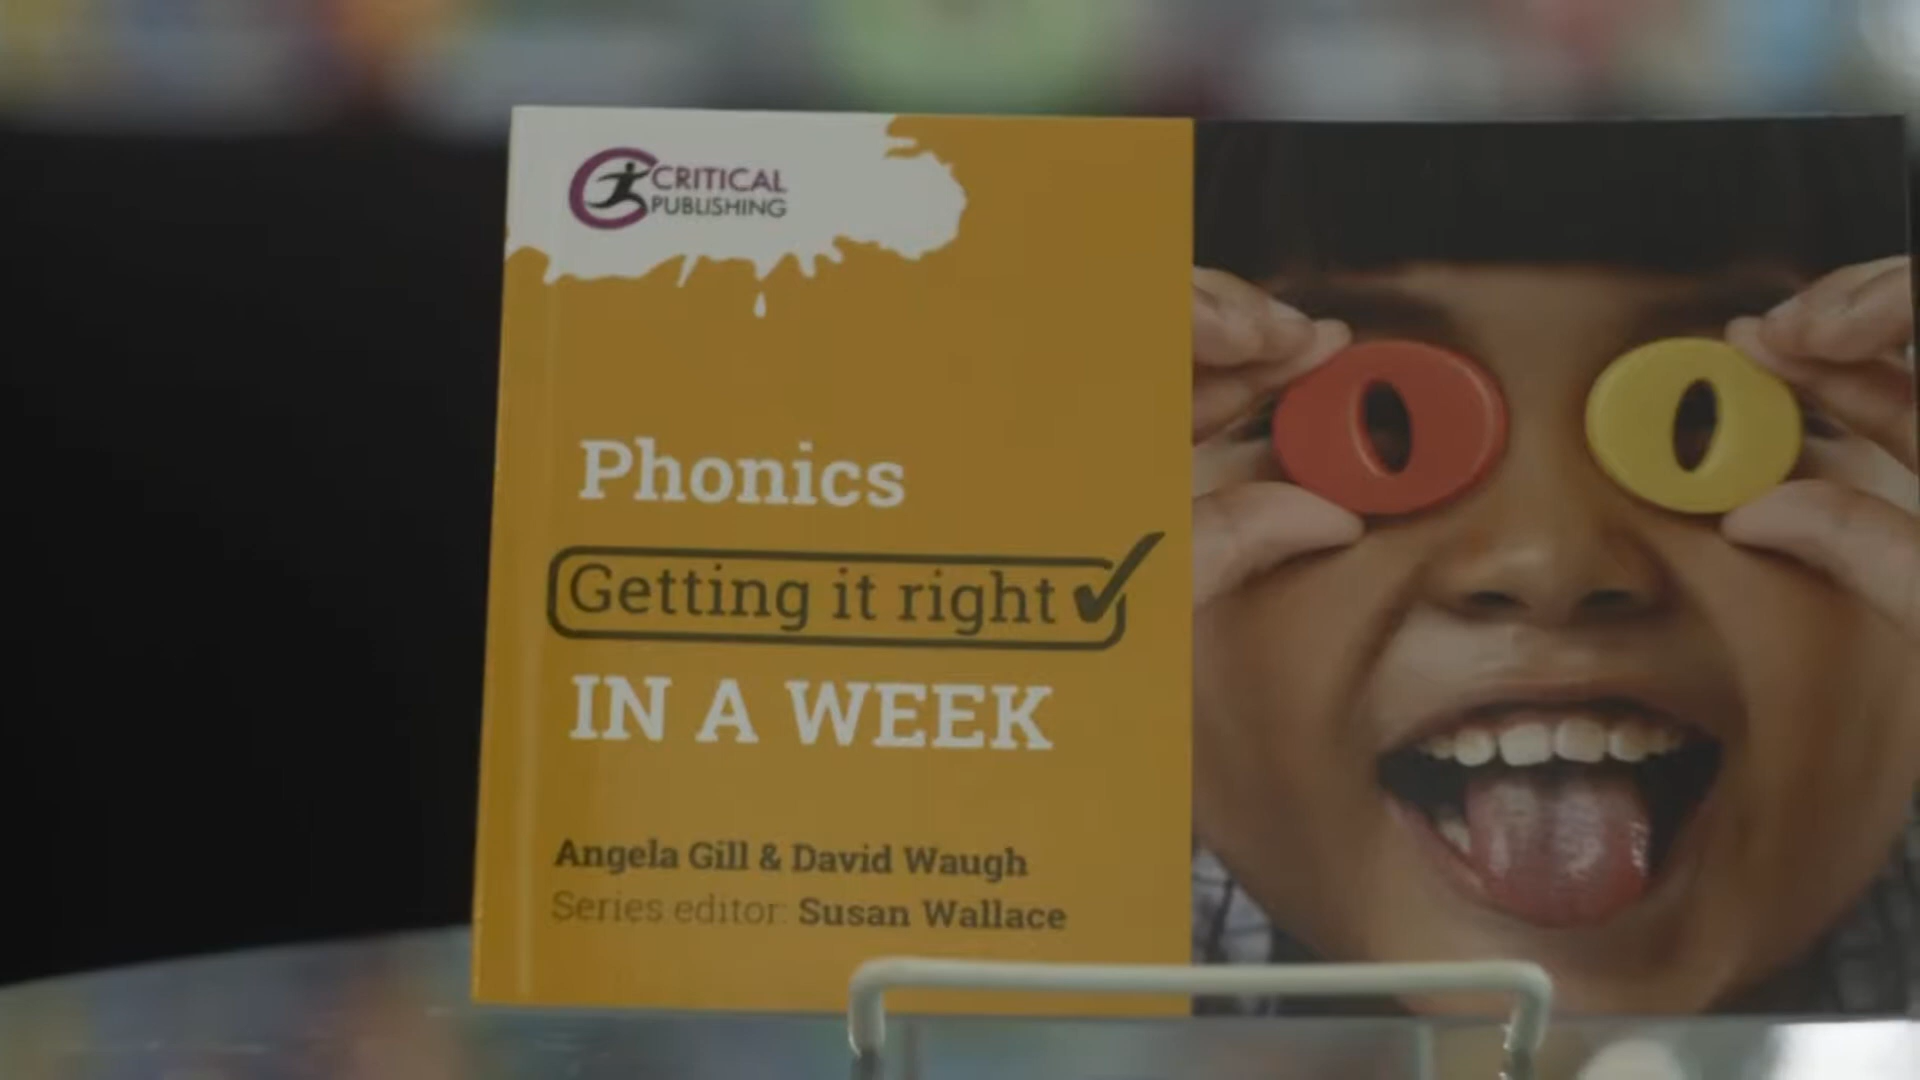 CRITICAL
PUBLISHING
Phonics
Getting it right
IN A WEEK
Angela Gill & David Waugh
Series editor: Susan Wallace